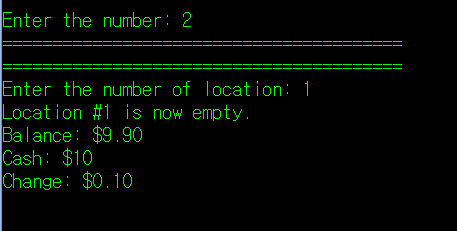 Enter the number: 2
========================================
========================================
Enter the number of location: 1
Location #1 is now empty.
Balance: $9.90
Cash: $10
Change: $0.10